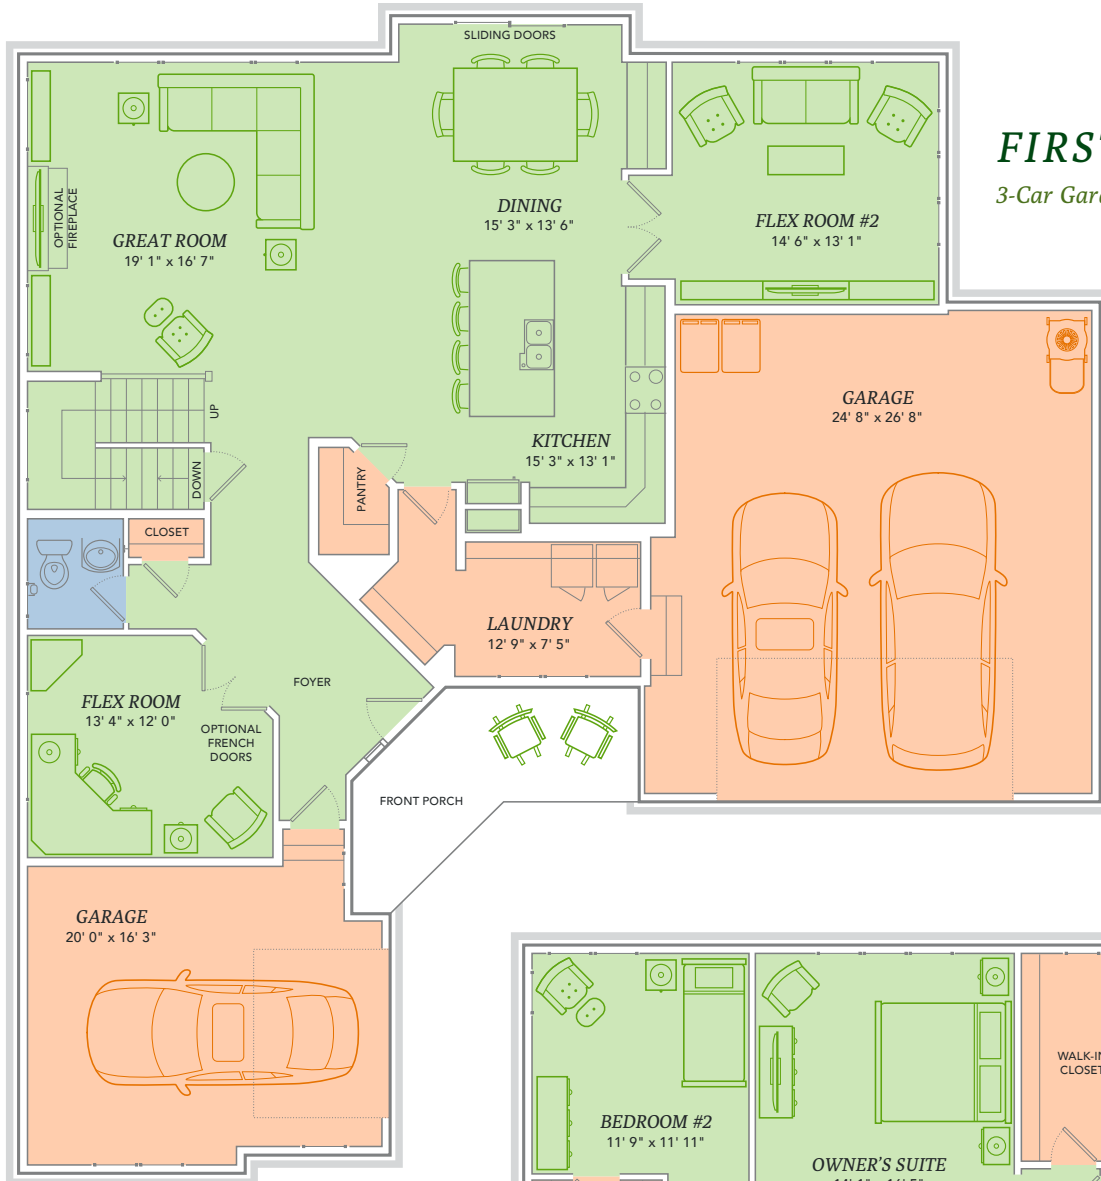 SLIDING DOORS
FIRS
3-Car Gar
DINING
15' 3" x 13' 6"
FLEX ROOM #2
14' 6" x 13' 1"
OPTIONAL
FIREPLACE
GREAT ROOM
19' 1" x 16' 7"
UP
DOWN
GARAGE
24' 8" x 26' 8"
KITCHEN
15' 3" x 13' 1"
PANTRY
CLOSET
LAUNDRY
12' 9" x 7' 5"
FOYER
FLEX ROOM
13' 4" x 12' 0"
OPTIONAL
FRENCH
DOORS
FRONT PORCH
GARAGE
20' 0" x 16' 3"
BEDROOM #2
11' 9" x 11' 11"
WALK-IN
CLOSET
OWNER'S SUITE